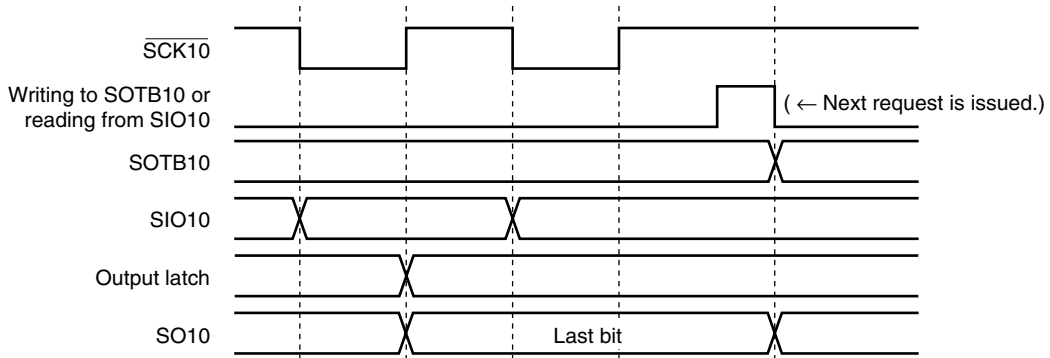 SCK10
Writing to SOTB10 or
reading from SIO10
( ← Next request is issued.)
SOTB10
SIO10
Output latch
SO10
Last bit